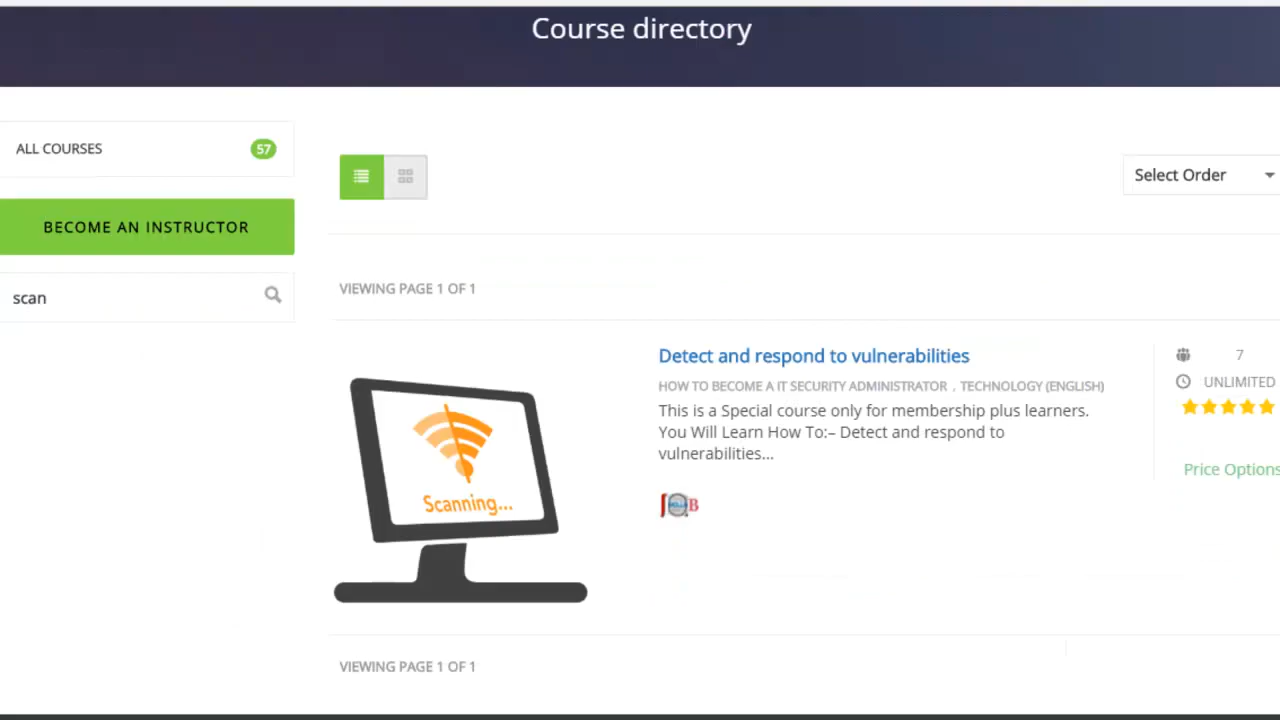 Course directory
ALL COURSES 57
BECOME AN INSTRUCTOR
scan
Select Order
VIEWING PAGE 1 OF 1
Scanning...
Detect and respond to vulnerabilities
HOW TO BECOME A IT SECURITY ADMINISTRATOR , TECHNOLOGY (ENGLISH)
This is a Special course only for membership plus learners.
You Will Learn How To:– Detect and respond to
vulnerabilities...
7
UNLIMITED
Price Options
VIEWING PAGE 1 OF 1